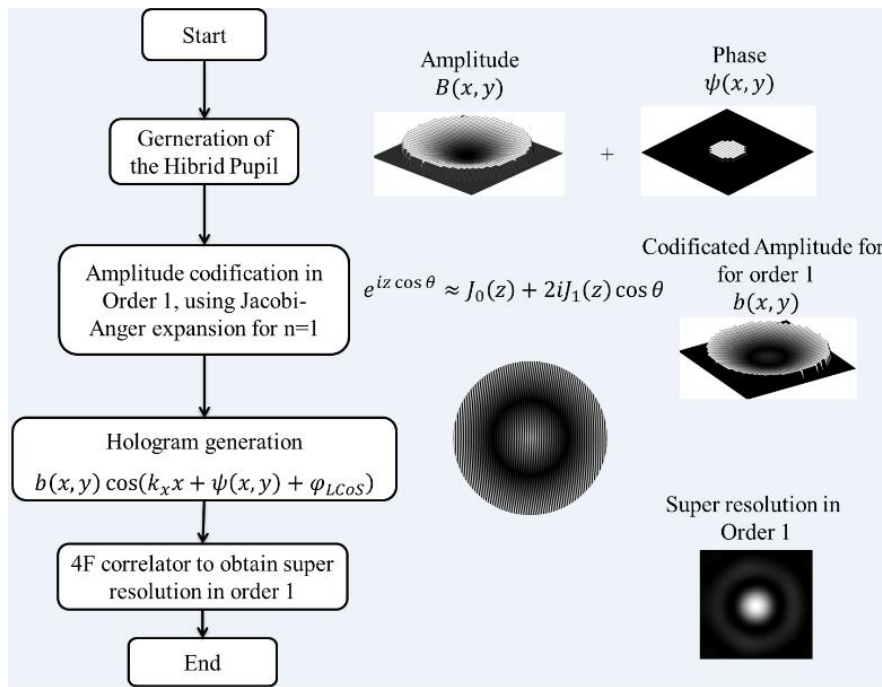 Start
Gerneration of
the Hibrid Pupil
Amplitude
B(x, y)
+
Phase
ψ(x, y)
Amplitude codification in
Order 1, using Jacobi-
Anger expansion for n=1
e^{iz cos θ} ≈ J_0(z) + 2iJ_1(z) cos θ
Codificated Amplitude for
for order 1
b(x, y)
Hologram generation
b(x, y) cos(k_x x + ψ(x, y) + φ_{LCoS})
4F correlator to obtain super
resolution in order 1
Super resolution in
Order 1
End